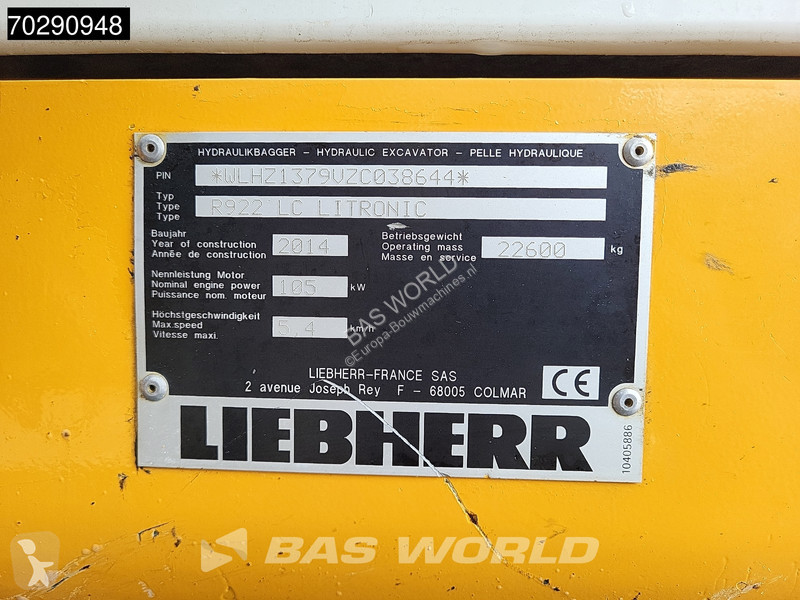 70290948
HYDRAULIKBAGGER - HYDRAULIC EXCAVATOR - PELLE HYDRAULIQUE
PIN *WLHZ1379VZC038644*
Typ
Type R922 LC LITRONIC
Type
Baujahr
Year of construction 2014
Année de construction
Betriebsgewicht
Operating mass 22600 kg
Masse en service
Nennleistung Motor
Nominal engine power 105 kW
Puissance nom. moteur
Höchstgeschwindigkeit
Max.speed 5,4 km/h
Vitesse maxi.
BAS WORLD
©Europa-Bouwmachines.nl
LIEBHERR-FRANCE SAS
2 avenue Joseph Rey F - 68005 COLMAR
CE
LIEBHERR
10405886
BAS WORLD